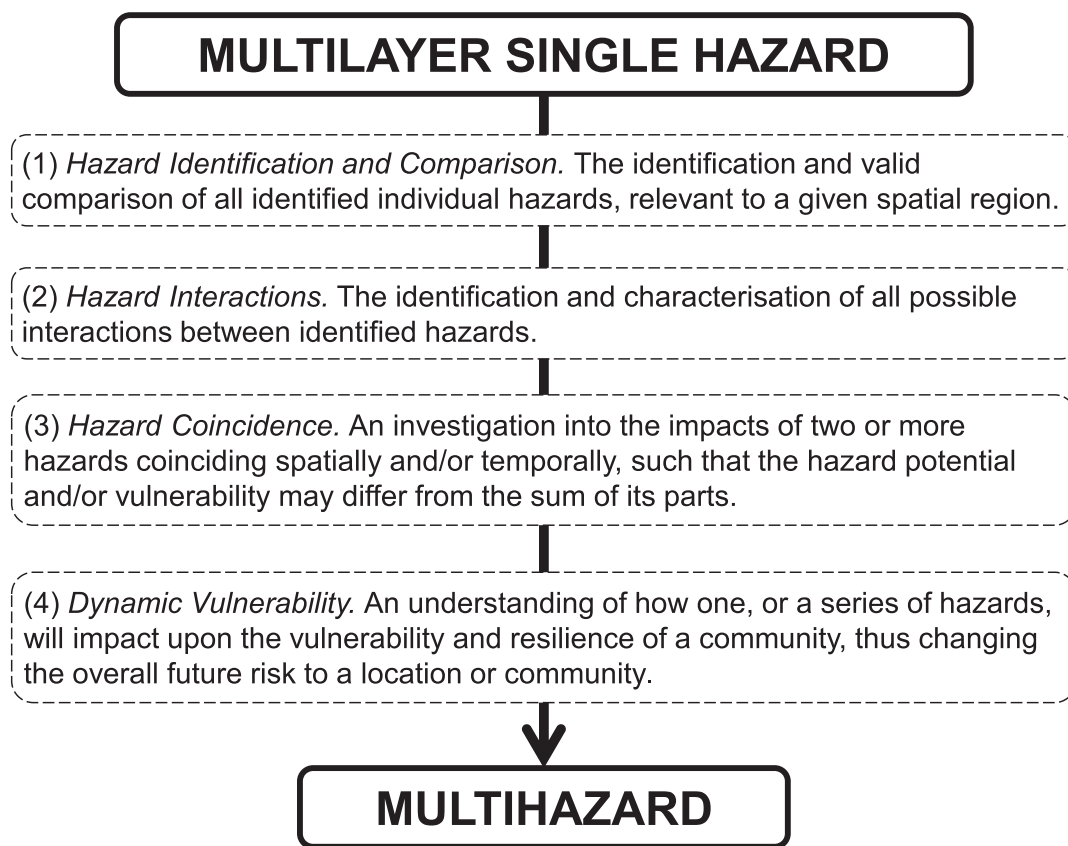 MULTILAYER SINGLE HAZARD
(1) Hazard Identification and Comparison. The identification and valid
comparison of all identified individual hazards, relevant to a given spatial region.
(2) Hazard Interactions. The identification and characterisation of all possible
interactions between identified hazards.
(3) Hazard Coincidence. An investigation into the impacts of two or more
hazards coinciding spatially and/or temporally, such that the hazard potential
and/or vulnerability may differ from the sum of its parts.
(4) Dynamic Vulnerability. An understanding of how one, or a series of hazards,
will impact upon the vulnerability and resilience of a community, thus changing
the overall future risk to a location or community.
MULTIHAZARD